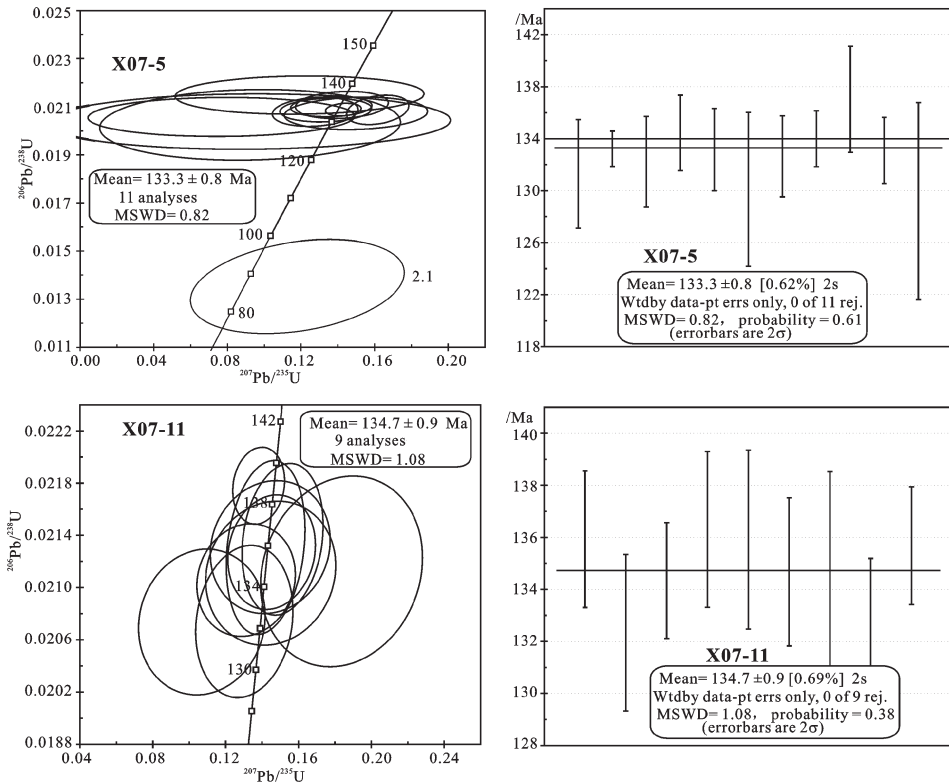 X07-5
0.025
0.023
0.021
0.019
0.017
0.015
0.013
0.011
0.00
0.04
0.08
0.12
0.16
0.20
206Pb/238U
207Pb/235U
150
140
120
100
80
2.1
Mean= 133.3 ± 0.8 Ma
11 analyses
MSWD= 0.82
/Ma
142
138
134
130
126
122
118
X07-5
Mean= 133.3 ±0.8 [0.62%] 2s
Wtdby data-pt errs only, 0 of 11 rej.
MSWD= 0.82, probability = 0.61
(errorbars are 2σ)
X07-11
0.0222
0.0218
0.0214
0.0210
0.0206
0.0202
0.0188
0.04
0.08
0.12
0.16
0.20
0.24
206Pb/238U
207Pb/235U
142
138
134
130
Mean= 134.7 ± 0.9 Ma
9 analyses
MSWD= 1.08
/Ma
140
138
136
134
132
130
128
X07-11
Mean= 134.7 ±0.9 [0.69%] 2s
Wtdby data-pt errs only, 0 of 9 rej.
MSWD= 1.08, probability = 0.38
(errorbars are 2σ)